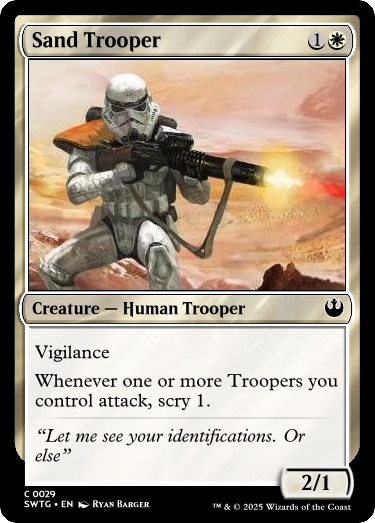 Sand Trooper 1
Creature — Human Trooper
Vigilance
Whenever one or more Troopers you
control attack, scry 1.
“Let me see your identifications. Or
else”
2/1
C 0029
SWTG • EN Ryan Barger
™ & © 2025 Wizards of the Coast